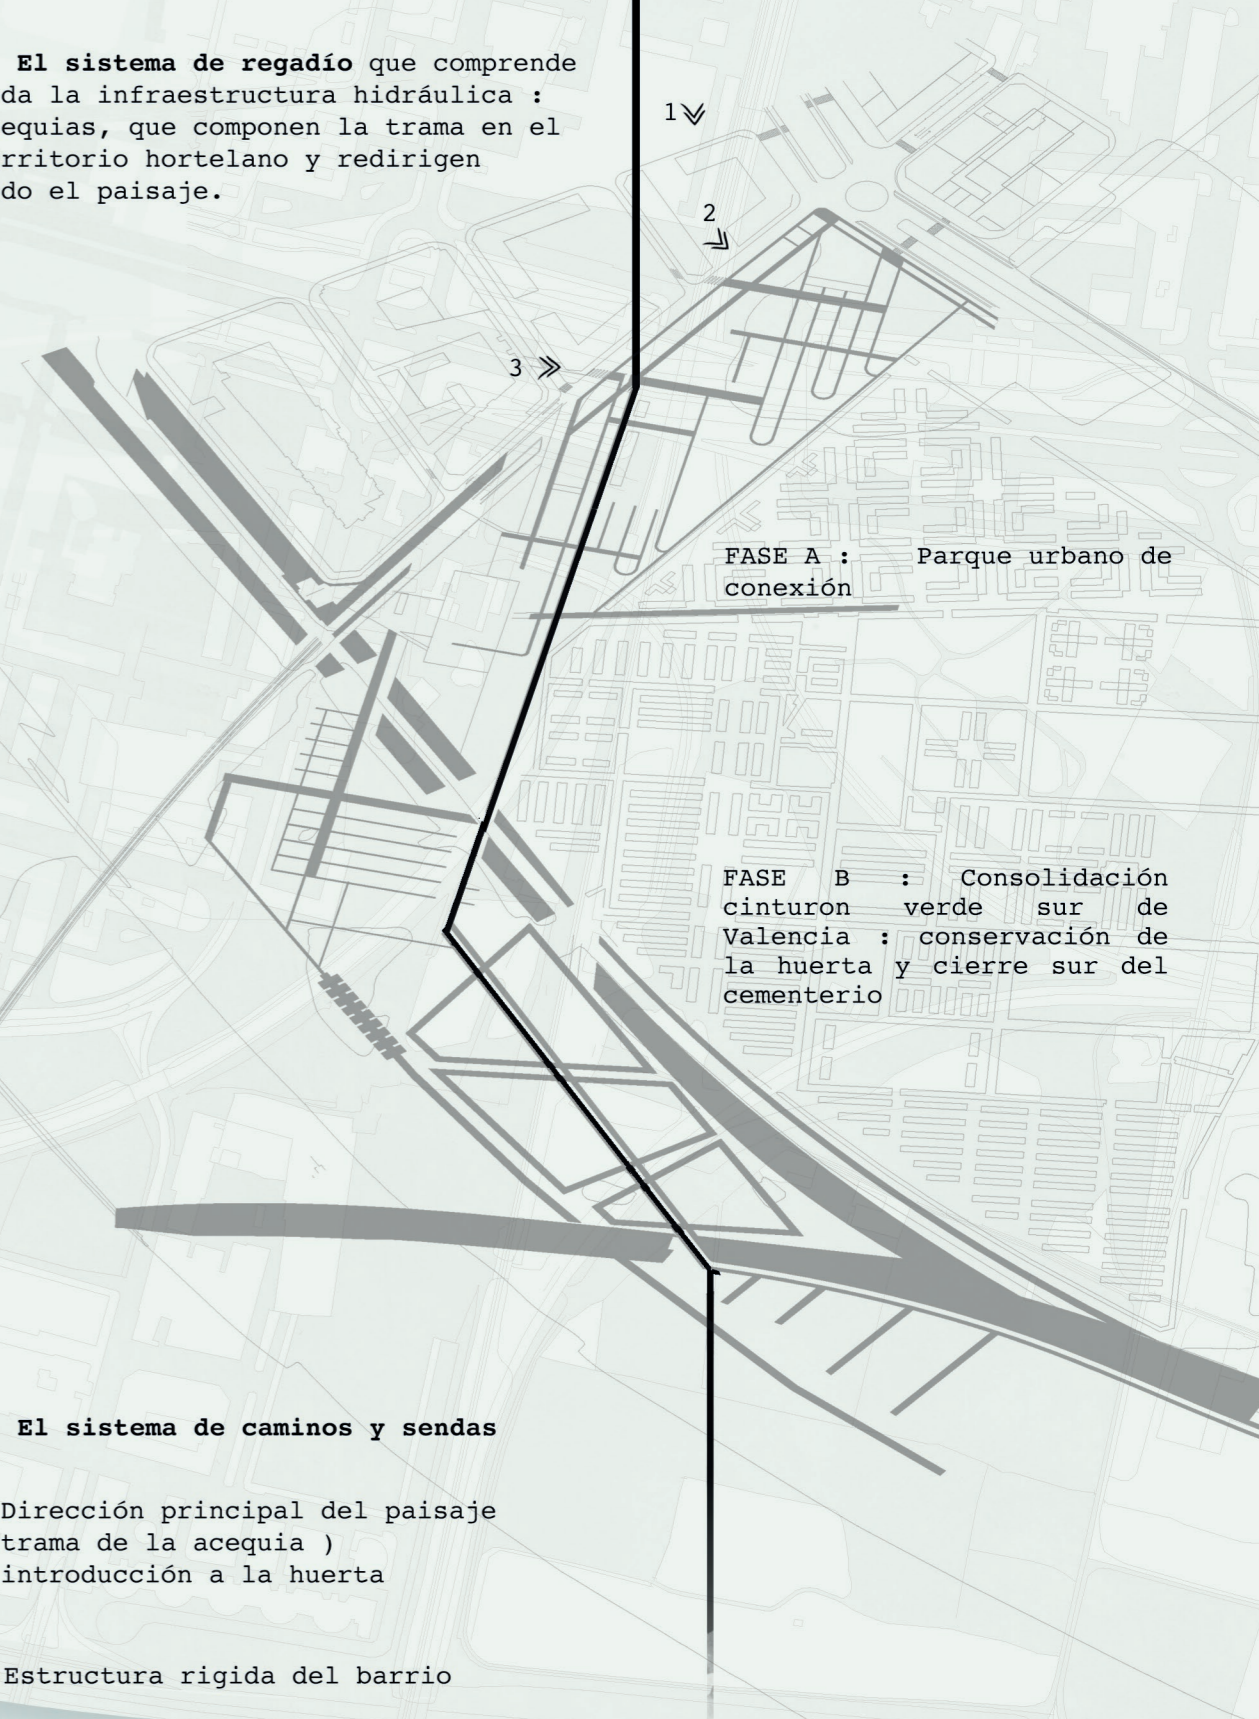 El sistema de regadío que comprende
da la infraestructura hidráulica :
equias, que componen la trama en el
rritorio hortelano y redirigen
do el paisaje.
1
2
3
FASE A : Parque urbano de
conexión
FASE B : Consolidación
cinturon verde sur de
Valencia : conservación de
la huerta y cierre sur del
cementerio
El sistema de caminos y sendas
Dirección principal del paisaje
trama de la acequia )
introducción a la huerta
Estructura rigida del barrio